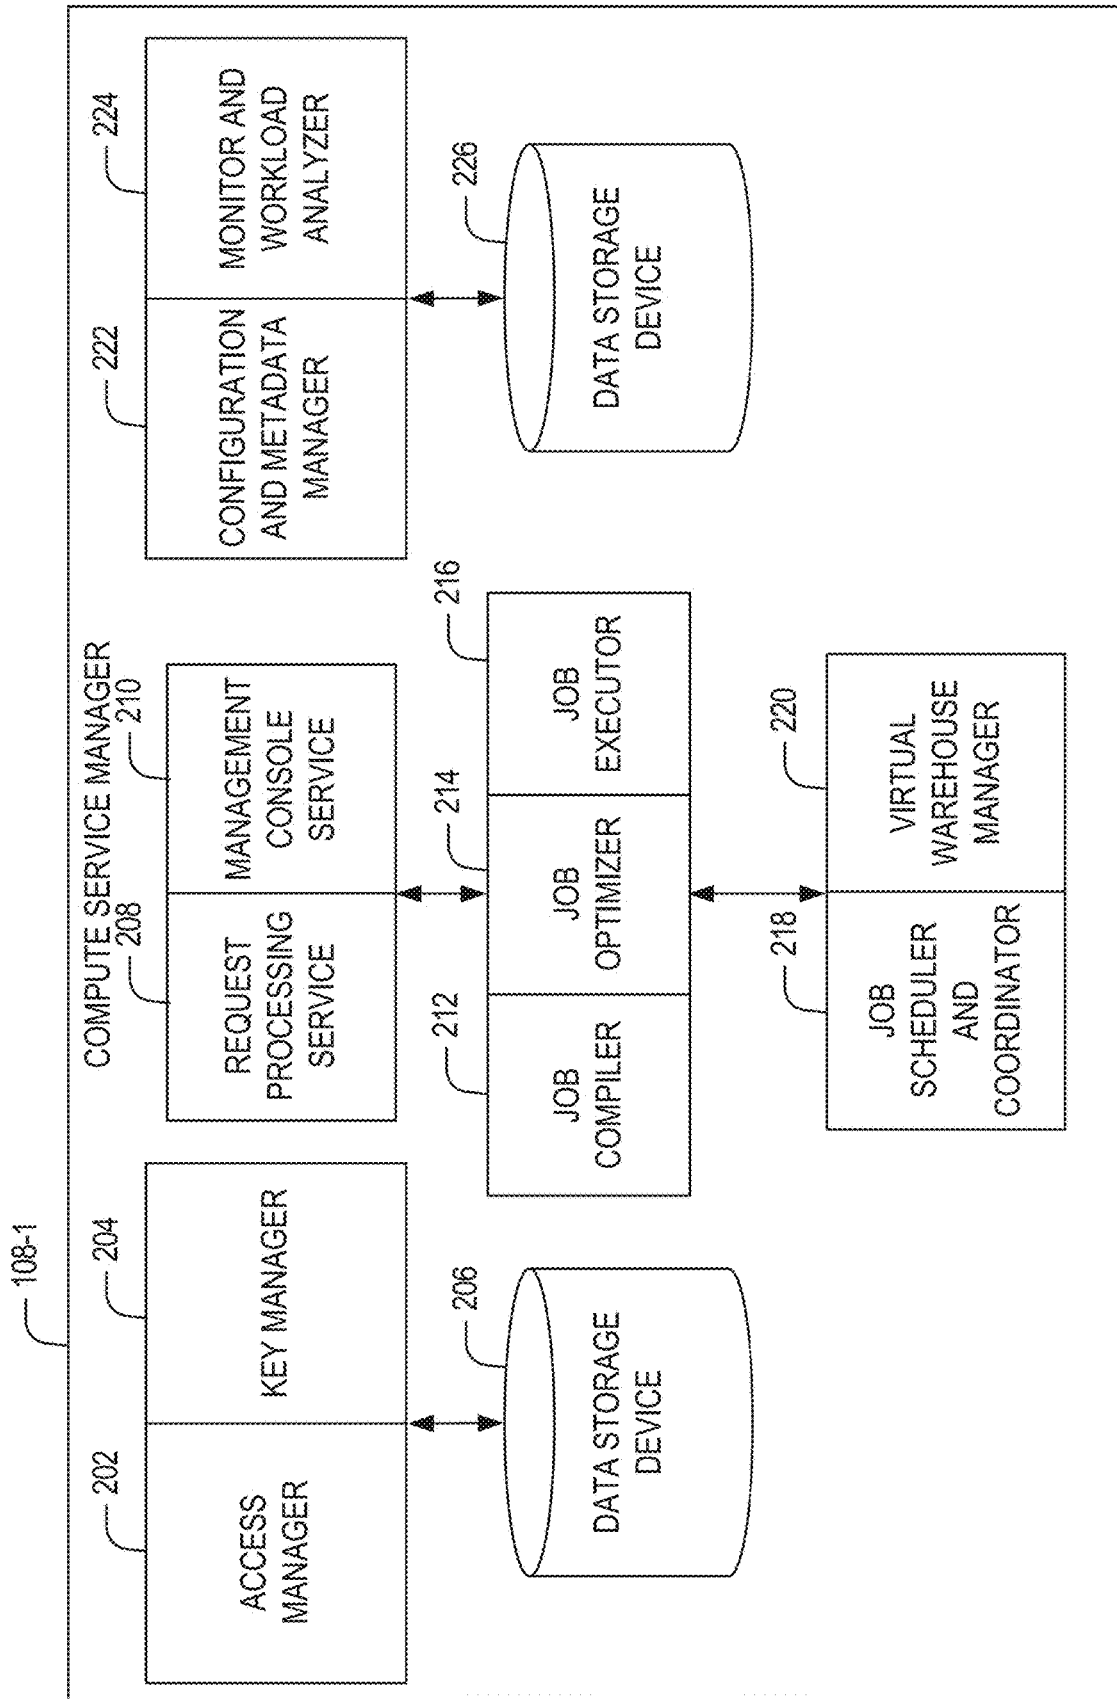 108-1
COMPUTE SERVICE MANAGER
202
ACCESS
MANAGER
204
KEY MANAGER
206
DATA STORAGE
DEVICE
208
REQUEST
PROCESSING
SERVICE
210
MANAGEMENT
CONSOLE
SERVICE
212
JOB
COMPILER
214
JOB
OPTIMIZER
216
JOB
EXECUTOR
218
JOB
SCHEDULER
AND
COORDINATOR
220
VIRTUAL
WAREHOUSE
MANAGER
222
CONFIGURATION
AND METADATA
MANAGER
224
MONITOR AND
WORKLOAD
ANALYZER
226
DATA STORAGE
DEVICE